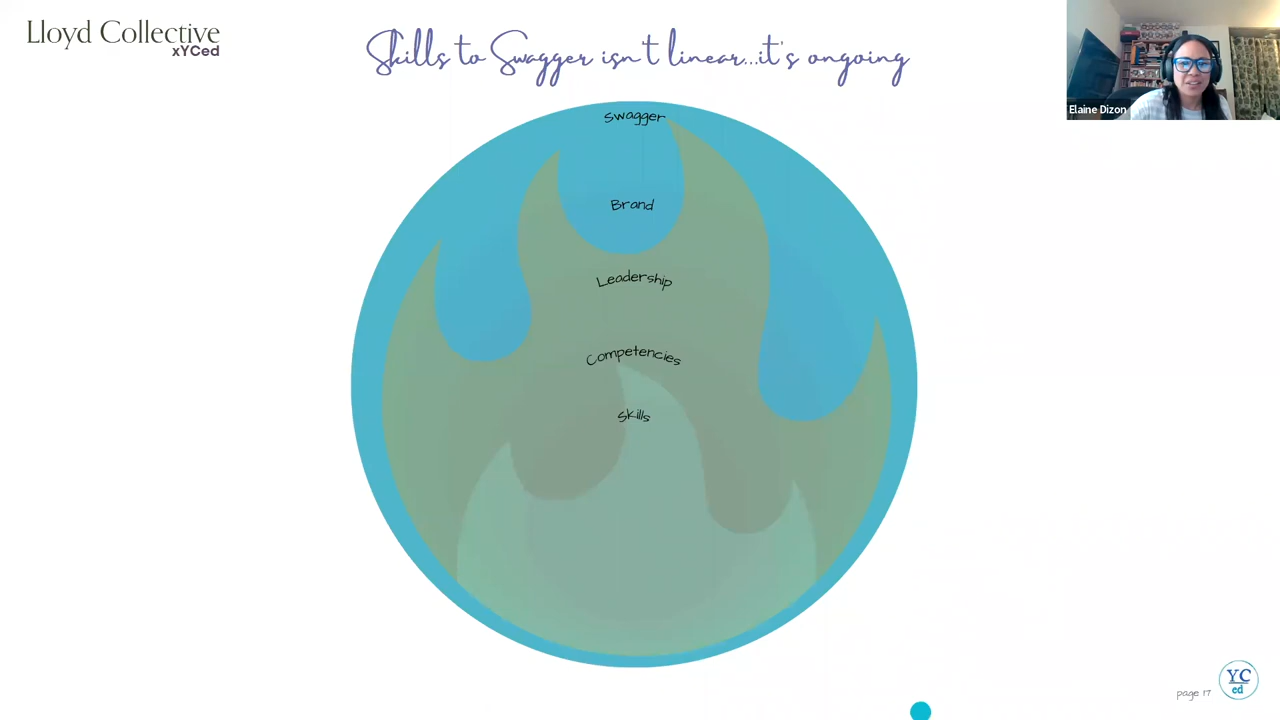 Lloyd Collective
xYCed
Skills to Swagger isn't linear...it's ongoing
Elaine Dizon
Swagger
Brand
Leadership
Competencies
Skills
page 17
YC
ed